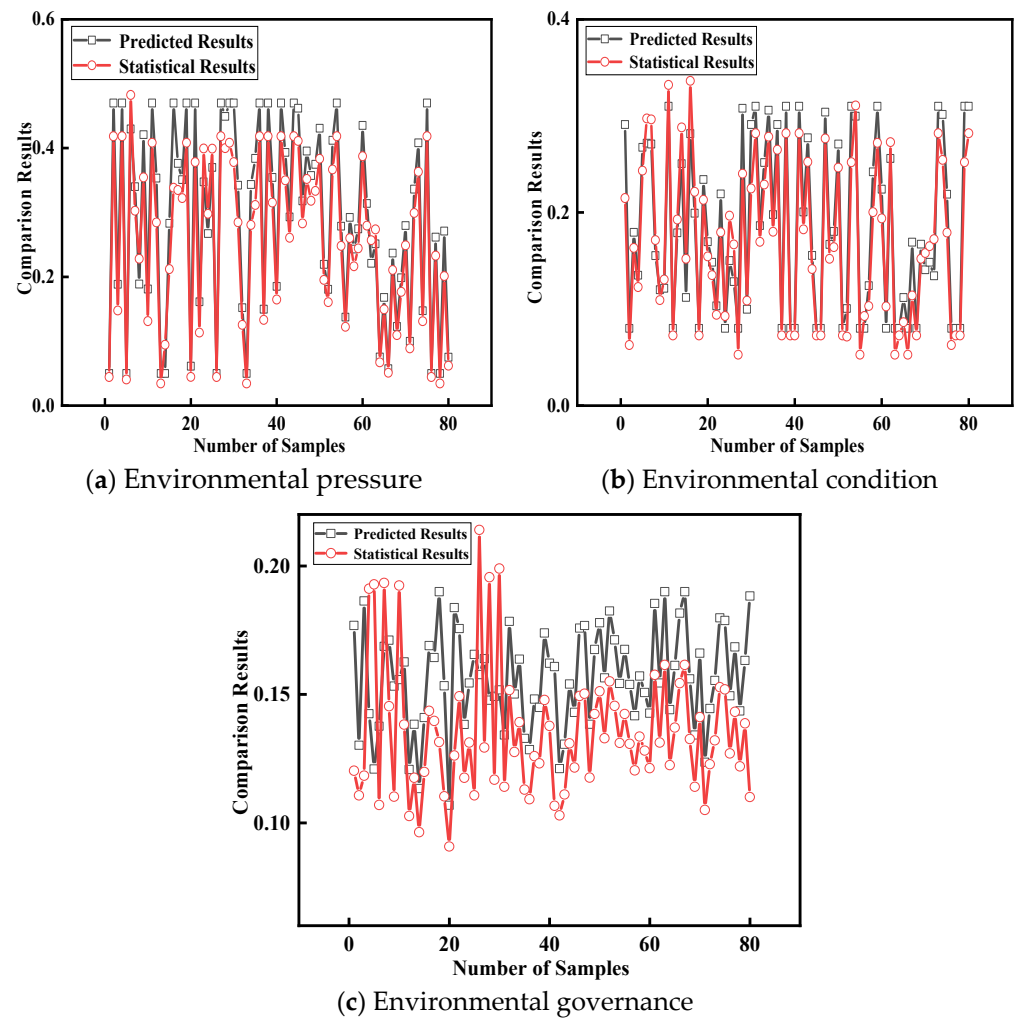 0.6
Predicted Results
Statistical Results
0.4
0.2
0.0
Comparison Results
0 20 40 60 80
Number of Samples
(a) Environmental pressure
0.4
Predicted Results
Statistical Results
0.2
0.0
Comparison Results
0 20 40 60 80
Number of Samples
(b) Environmental condition
Predicted Results
Statistical Results
0.20
0.15
0.10
Comparison Results
0 20 40 60 80
Number of Samples
(c) Environmental governance